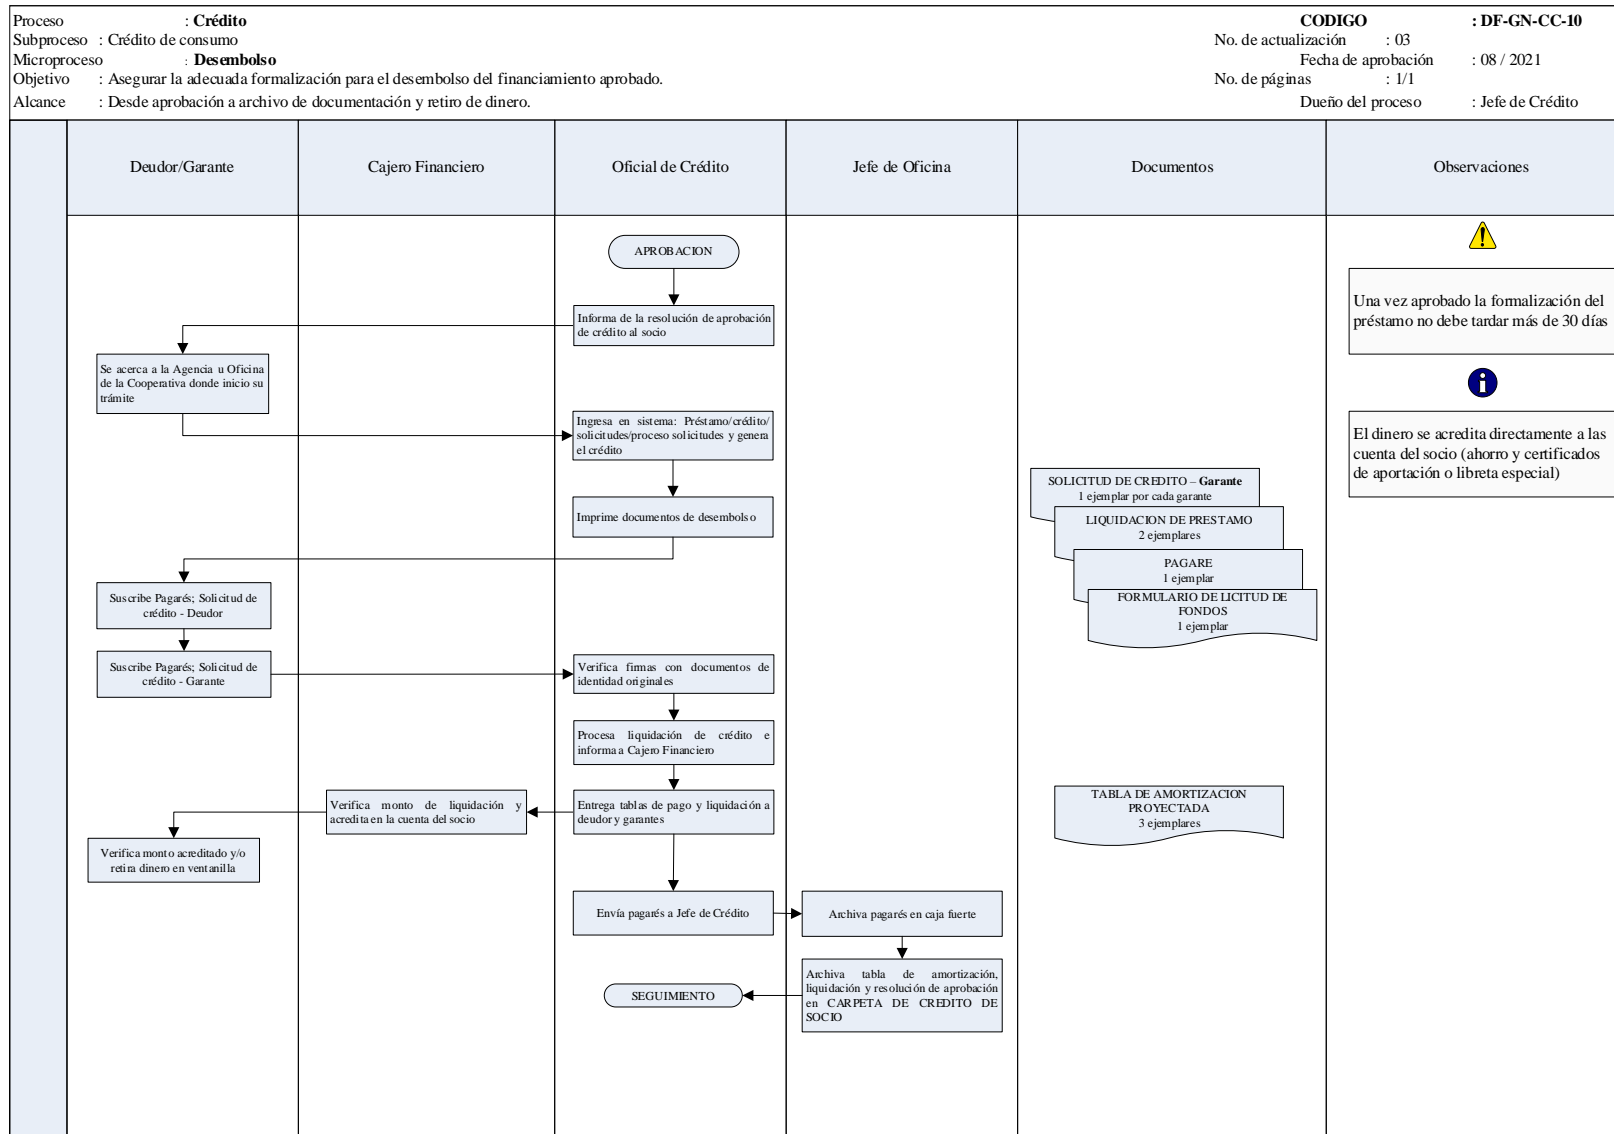 Proceso : Crédito
CODIGO : DF-GN-CC-10
Subproceso : Crédito de consumo
No. de actualización : 03
Microproceso : Desembolso
Fecha de aprobación : 08 / 2021
Objetivo : Asegurar la adecuada formalización para el desembolso del financiamiento aprobado.
No. de páginas : 1/1
Alcance : Desde aprobación a archivo de documentación y retiro de dinero.
Dueño del proceso : Jefe de Crédito
Deudor/Garante
Cajero Financiero
Oficial de Crédito
Jefe de Oficina
Documentos
Observaciones
APROBACION
Informa de la resolución de aprobación
de crédito al socio
Se acerca a la Agencia u Oficina
de la Cooperativa donde inicio su
trámite
Ingresa en sistema: Préstamo/crédito/
solicitudes/proceso solicitudes y genera
el crédito
Imprime documentos de desembolso
Suscribe Pagarés; Solicitud de
crédito - Deudor
Suscribe Pagarés; Solicitud de
crédito - Garante
Verifica firmas con documentos de
identidad originales
Procesa liquidación de crédito e
informa a Cajero Financiero
Entrega tablas de pago y liquidación a
deudor y garantes
Verifica monto de liquidación y
acredita en la cuenta del socio
Verifica monto acreditado y/o
retira dinero en ventanilla
Envía pagarés a Jefe de Crédito
Archiva pagarés en caja fuerte
Archiva tabla de amortización,
liquidación y resolución de aprobación
en CARPETA DE CREDITO DE
SOCIO
SEGUIMIENTO
SOLICITUD DE CREDITO – Garante
1 ejemplar por cada garante
LIQUIDACION DE PRESTAMO
2 ejemplares
PAGARE
1 ejemplar
FORMULARIO DE LICITUD DE
FONDOS
1 ejemplar
TABLA DE AMORTIZACION
PROYECTADA
3 ejemplares
Una vez aprobado la formalización del
préstamo no debe tardar más de 30 días
El dinero se acredita directamente a las
cuenta del socio (ahorro y certificados
de aportación o libreta especial)